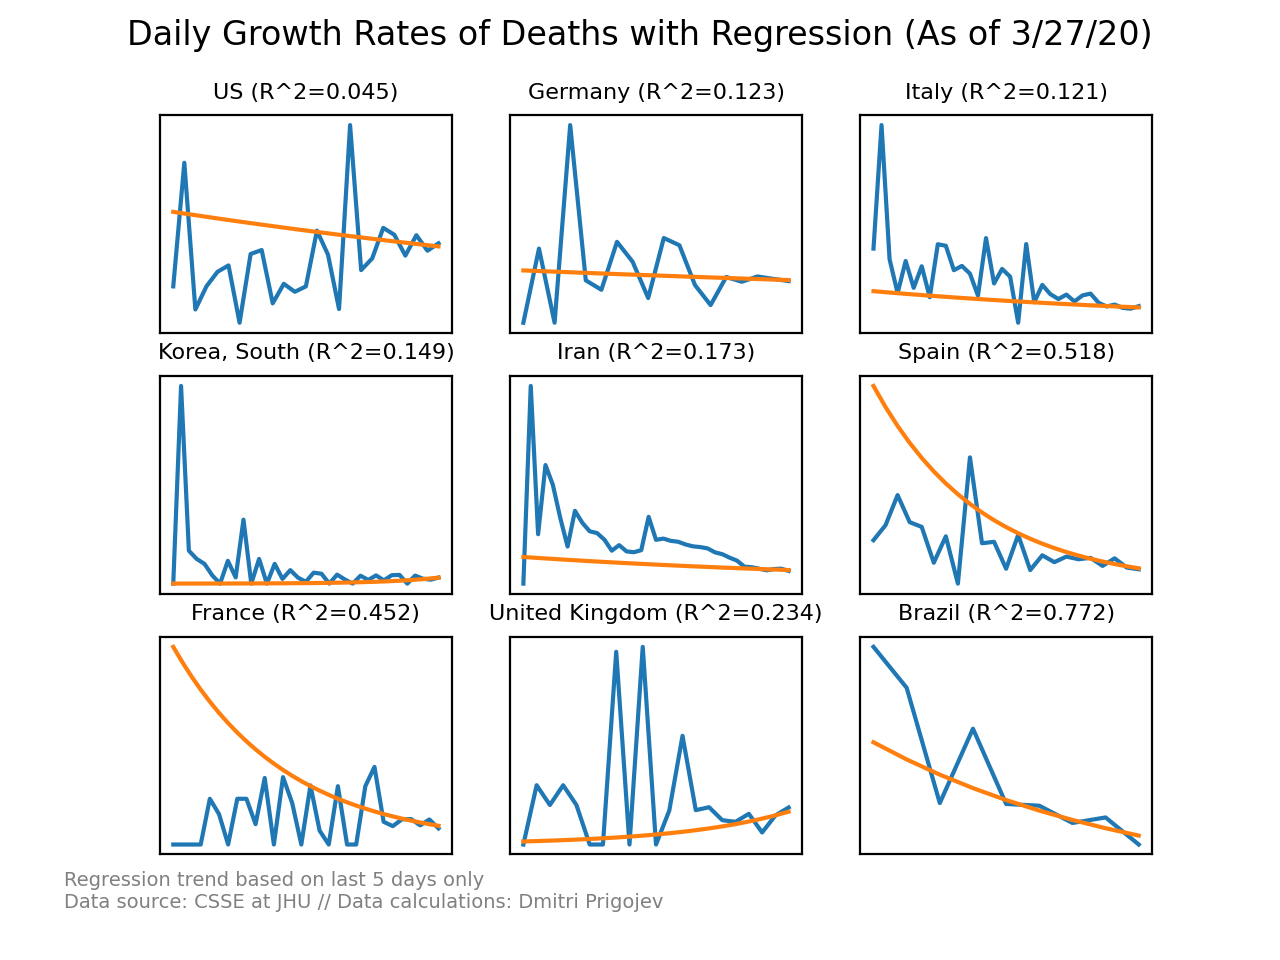 Daily Growth Rates of Deaths with Regression (As of 3/27/20)
US (R^2=0.045)
Germany (R^2=0.123)
Italy (R^2=0.121)
Korea, South (R^2=0.149)
Iran (R^2=0.173)
Spain (R^2=0.518)
France (R^2=0.452)
United Kingdom (R^2=0.234)
Brazil (R^2=0.772)
Regression trend based on last 5 days only
Data source: CSSE at JHU // Data calculations: Dmitri Prigojev